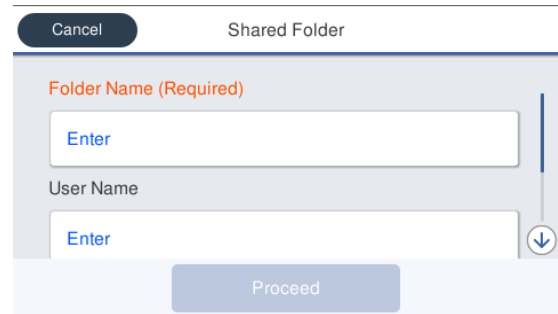 Cancel
Shared Folder
Folder Name (Required)
Enter
User Name
Enter
Proceed